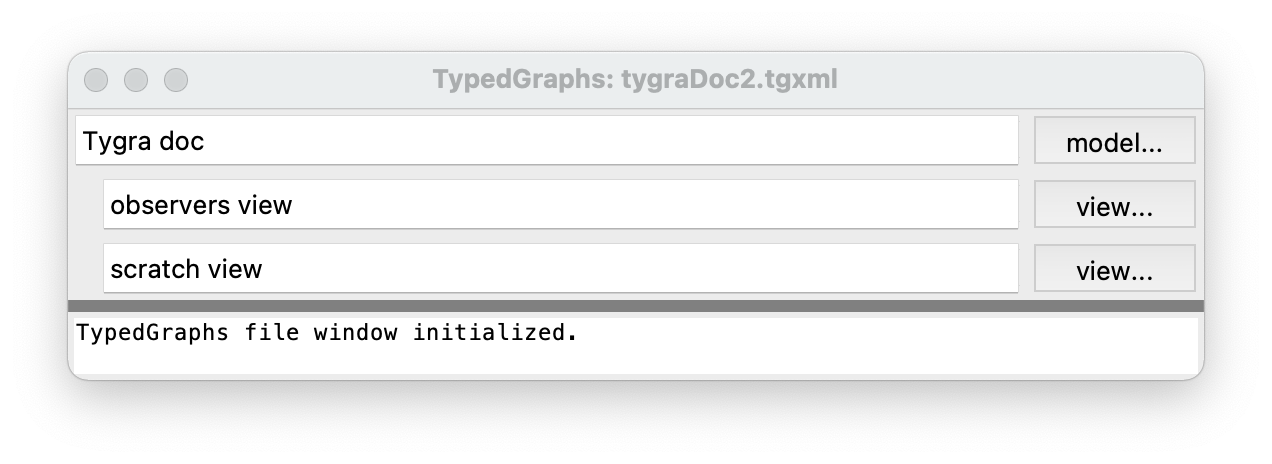 TypedGraphs: tygraDoc2.tgxml
Tygra doc
model...
observers view
view...
scratch view
view...
TypedGraphs file window initialized.